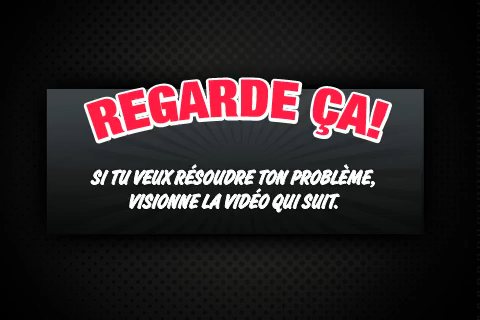 REGARDE ÇA!
SI TU VEUX RÉSOUDRE TON PROBLÈME,
VISIONNE LA VIDÉO QUI SUIT.